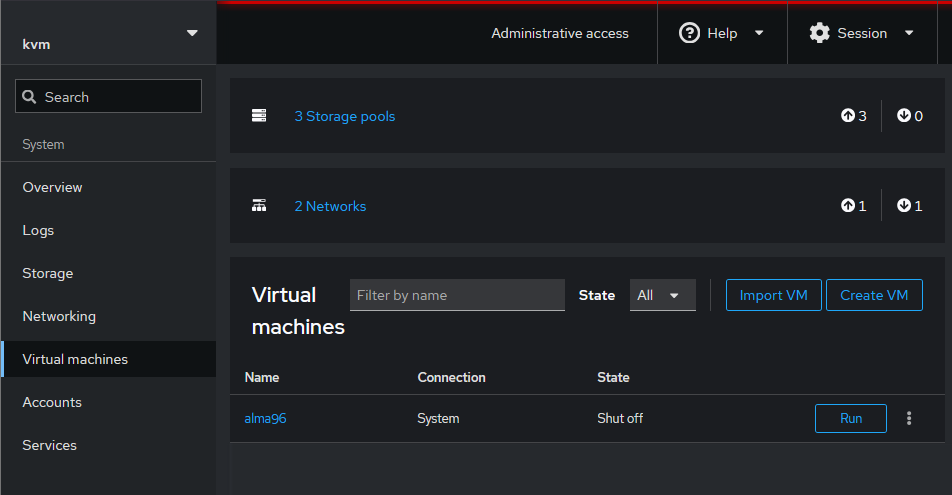 kvm
Administrative access
Help
Session
Search
System
Overview
Logs
Storage
Networking
Virtual machines
Accounts
Services
3 Storage pools
3
0
2 Networks
1
1
Virtual machines
Filter by name
State
All
Import VM
Create VM
Name Connection State
alma96 System Shut off Run